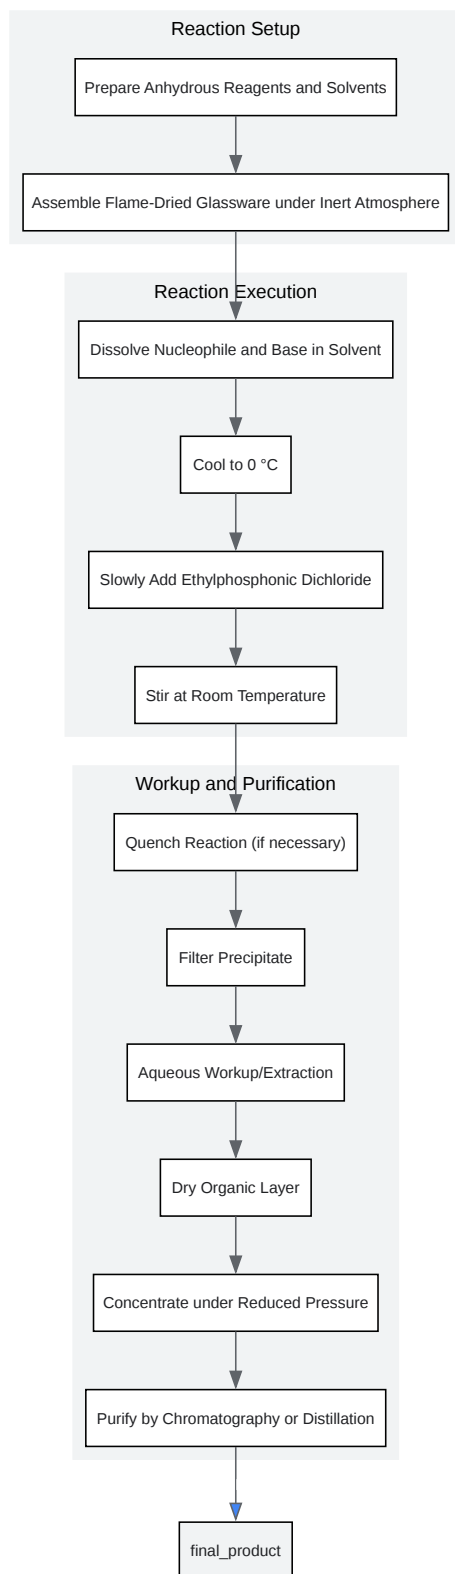 Reaction Setup
Prepare Anhydrous Reagents and Solvents
Assemble Flame-Dried Glassware under Inert Atmosphere
Reaction Execution
Dissolve Nucleophile and Base in Solvent
Cool to 0 °C
Slowly Add Ethylphosphonic Dichloride
Stir at Room Temperature
Workup and Purification
Quench Reaction (if necessary)
Filter Precipitate
Aqueous Workup/Extraction
Dry Organic Layer
Concentrate under Reduced Pressure
Purify by Chromatography or Distillation
final_product